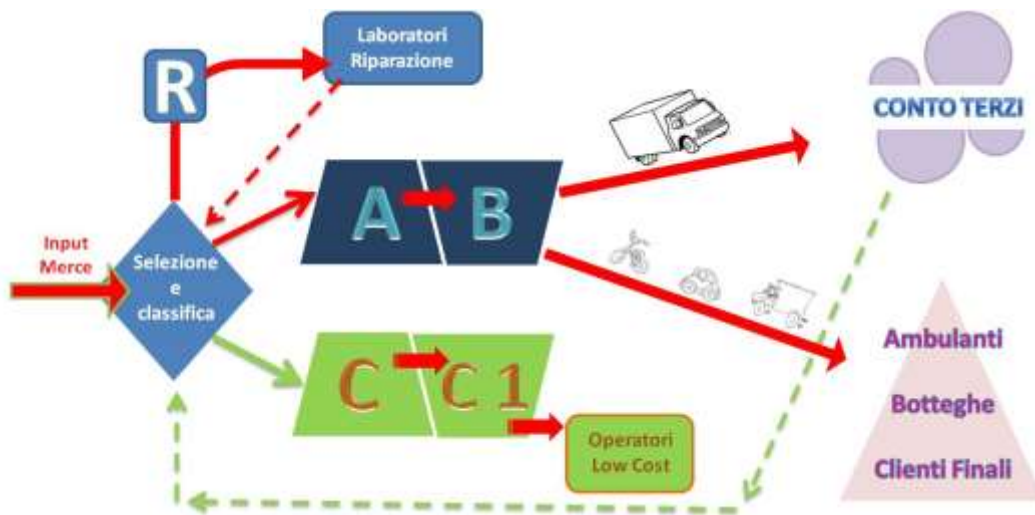 Laboratori
Riparazione
R
CONTO TERZI
A
B
Input
Merce
Selezione
e
classifica
Ambulanti
C
C 1
Botteghe
Operatori
Low Cost
Clienti Finali